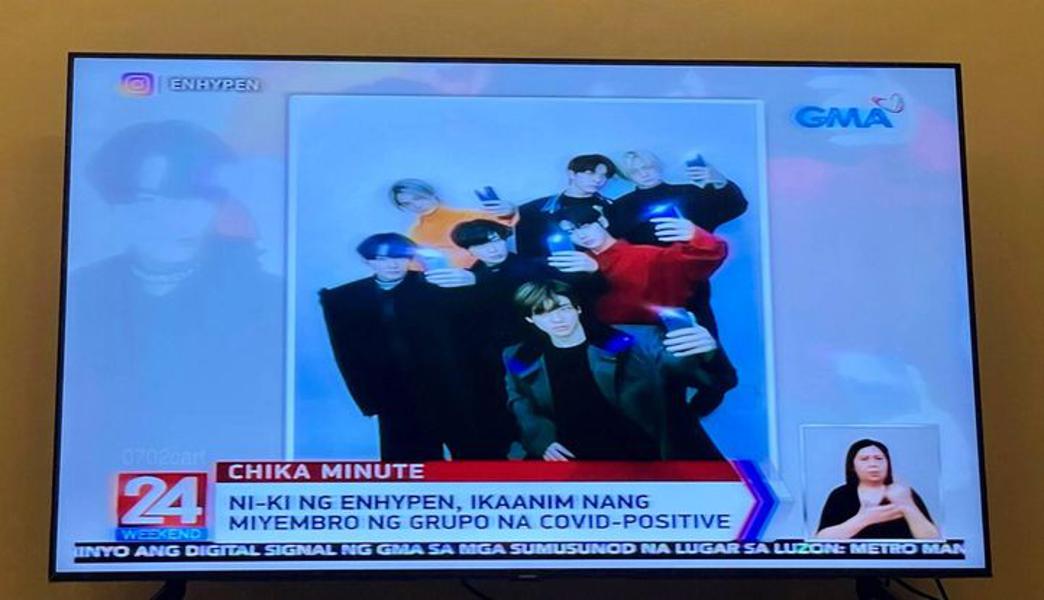 ENHYPEN
GMA
0702cart
CHIKA MINUTE
24
WEEKEND
NI-KI NG ENHYPEN, IKAANIM NANG
MIYEMBRO NG GRUPO NA COVID-POSITIVE
INYO ANG DIGITAL SIGNAL NG GMA SA MGA SUMUSUNOD NA LUGAR SA LUZON: METRO MAN